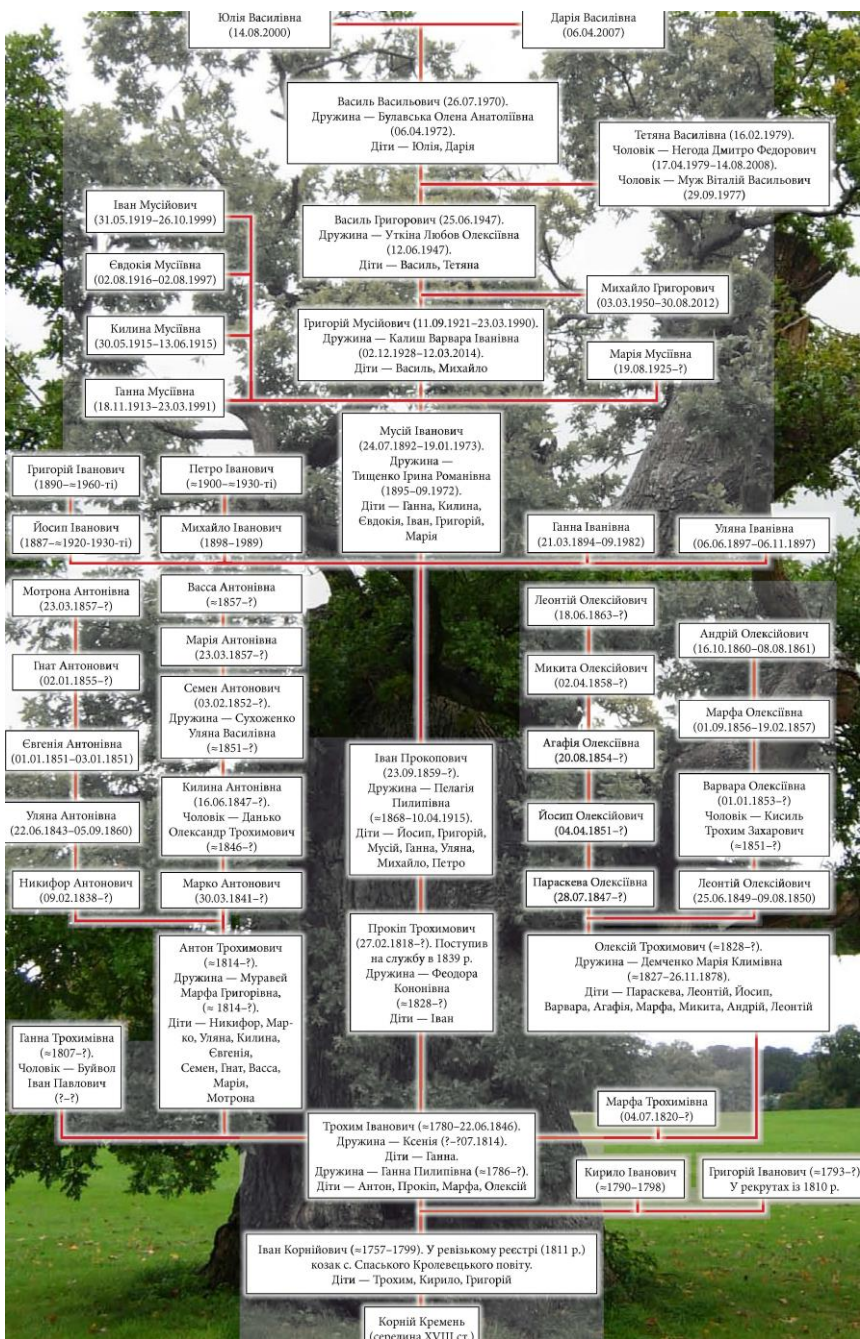 Юлія Василівна
(14.08.2000)
Дарія Василівна
(06.04.2007)
Василь Васильович (26.07.1970).
Дружина — Булавська Олена Анатоліївна
(06.04.1972).
Діти — Юлія, Дарія
Тетяна Василівна (16.02.1979).
Чоловік — Негода Дмитро Федорович
(17.04.1979–14.08.2008).
Чоловік — Муж Віталій Васильович
(29.09.1977)
Іван Мусійович
(31.05.1919–26.10.1999)
Василь Григорович (25.06.1947).
Дружина — Уткіна Любов Олексіївна
(12.06.1947).
Діти — Василь, Тетяна
Євдокія Мусіївна
(02.08.1916–02.08.1997)
Михайло Григорович
(03.03.1950–30.08.2012)
Килина Мусіївна
(30.05.1915–13.06.1915)
Григорій Мусійович (11.09.1921–23.03.1990).
Дружина — Калиш Варвара Іванівна
(02.12.1928–12.03.2014).
Діти — Василь, Михайло
Марія Мусіївна
(19.08.1925–?)
Ганна Мусіївна
(18.11.1913–23.03.1991)
Мусій Іванович
(24.07.1892–19.01.1973).
Дружина —
Тищенко Ірина Романівна
(1895–09.1972).
Діти — Ганна, Килина,
Євдокія, Іван, Григорій,
Марія
Григорій Іванович
(1890–≈1960-ті)
Петро Іванович
(≈1900–≈1930-ті)
Йосип Іванович
(1887–≈1920-1930-ті)
Михайло Іванович
(1898–1989)
Ганна Іванівна
(21.03.1894–09.1982)
Уляна Іванівна
(06.06.1897–06.11.1897)
Мотрона Антонівна
(23.03.1857–?)
Васса Антонівна
(≈1857–?)
Леонтій Олексійович
(18.06.1863–?)
Андрій Олексійович
(16.10.1860–08.08.1861)
Марія Антонівна
(23.03.1857–?)
Гнат Антонович
(02.01.1855–?)
Микита Олексійович
(02.04.1858–?)
Семен Антонович
(03.02.1852–?).
Дружина — Сухоженко
Уляна Василівна
(≈1851–?)
Марфа Олексіївна
(01.09.1856–19.02.1857)
Євгенія Антонівна
(01.01.1851–03.01.1851)
Агафія Олексіївна
(20.08.1854–?)
Іван Прокопович
(23.09.1859–?).
Дружина — Пелагія
Пилипівна
(≈1868–10.04.1915).
Діти — Йосип, Григорій,
Мусій, Ганна, Уляна,
Михайло, Петро
Килина Антонівна
(16.06.1847–?).
Чоловік — Данько
Олександр Трохимович
(≈1846–?)
Варвара Олексіївна
(01.01.1853–?)
Чоловік — Кисиль
Трохим Захарович
(≈1851–?)
Уляна Антонівна
(22.06.1843–05.09.1860)
Йосип Олексійович
(04.04.1851–?)
Никифор Антонович
(09.02.1838–?)
Марко Антонович
(30.03.1841–?)
Параскева Олексіївна
(28.07.1847–?)
Леонтій Олексійович
(25.06.1849–09.08.1850)
Прокіп Трохимович
(27.02.1818–?). Поступив
на службу в 1839 р.
Дружина — Феодора
Кононівна
(≈1828–?)
Діти — Іван
Антон Трохимович
(≈1814–?).
Дружина — Муравей
Марфа Григорівна,
(≈ 1814–?).
Діти — Никифор, Мар-
ко, Уляна, Килина,
Євгенія,
Семен, Гнат, Васса,
Марія,
Мотрона
Олексій Трохимович (≈1828–?).
Дружина — Демченко Марія Климівна
(≈1827–26.11.1878).
Діти — Параскева, Леонтій, Йосип,
Варвара, Агафія, Марфа, Микита, Андрій, Леонтій
Ганна Трохимівна
(≈1807–?).
Чоловік — Буйвол
Іван Павлович
(?–?)
Марфа Трохимівна
(04.07.1820–?)
Трохим Іванович (≈1780–22.06.1846).
Дружина — Ксенія (?–?07.1814).
Діти — Ганна.
Дружина — Ганна Пилипівна (≈1786–?).
Діти — Антон, Прокіп, Марфа, Олексій
Кирило Іванович
(≈1790–1798)
Григорій Іванович (≈1793–?)
У рекрутах із 1810 р.
Іван Корнійович (≈1757–1799). У ревізькому реєстрі (1811 р.)
козак с. Спаського Кролевецького повіту.
Діти — Трохим, Кирило, Григорій
Корній Кремень
(середина XVIII ст.)